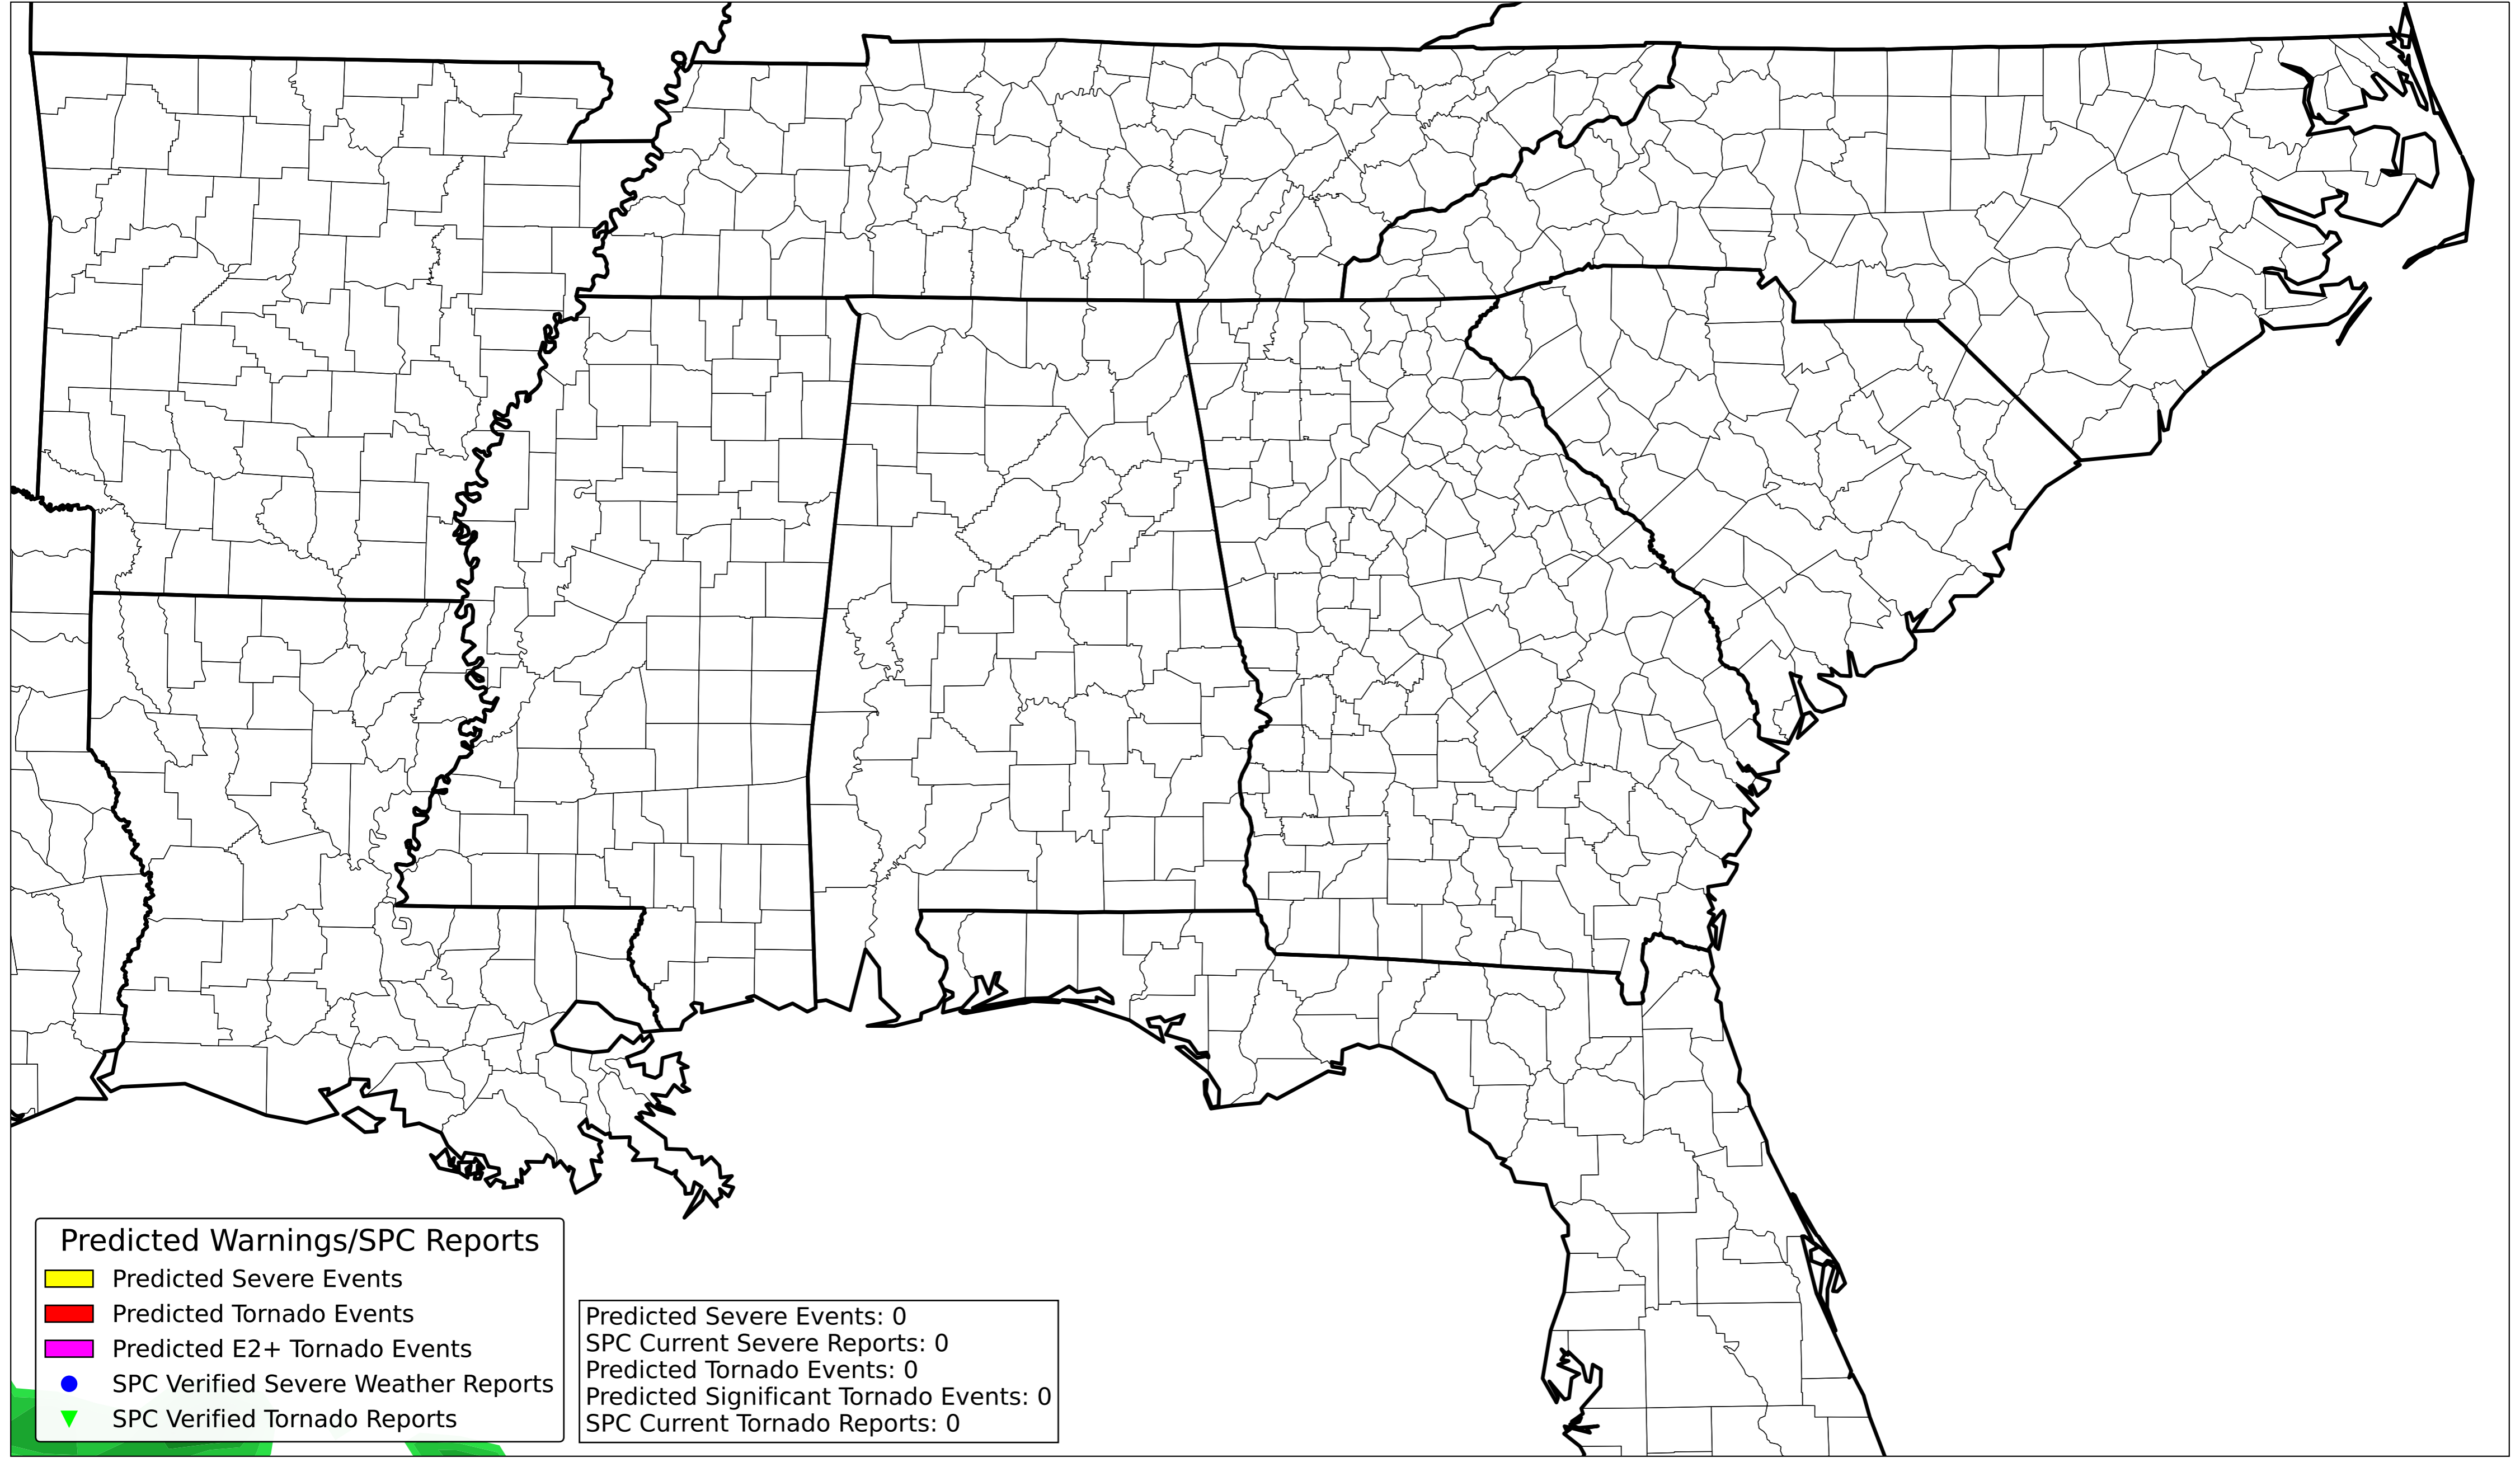 Predicted Warnings/SPC Reports
Predicted Severe Events
Predicted Tornado Events
Predicted E2+ Tornado Events
SPC Verified Severe Weather Reports
SPC Verified Tornado Reports
Predicted Severe Events: 0
SPC Current Severe Reports: 0
Predicted Tornado Events: 0
Predicted Significant Tornado Events: 0
SPC Current Tornado Reports: 0